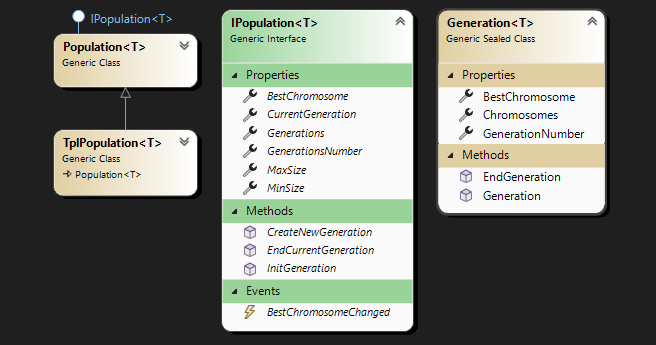 IPopulation<T>
Population<T>
Generic Class
TplPopulation<T>
Generic Class
Population<T>
IPopulation<T>
Generic Interface
Properties
BestChromosome
CurrentGeneration
Generations
GenerationsNumber
MaxSize
MinSize
Methods
CreateNewGeneration
EndCurrentGeneration
InitGeneration
Events
BestChromosomeChanged
Generation<T>
Generic Sealed Class
Properties
BestChromosome
Chromosomes
GenerationNumber
Methods
EndGeneration
Generation